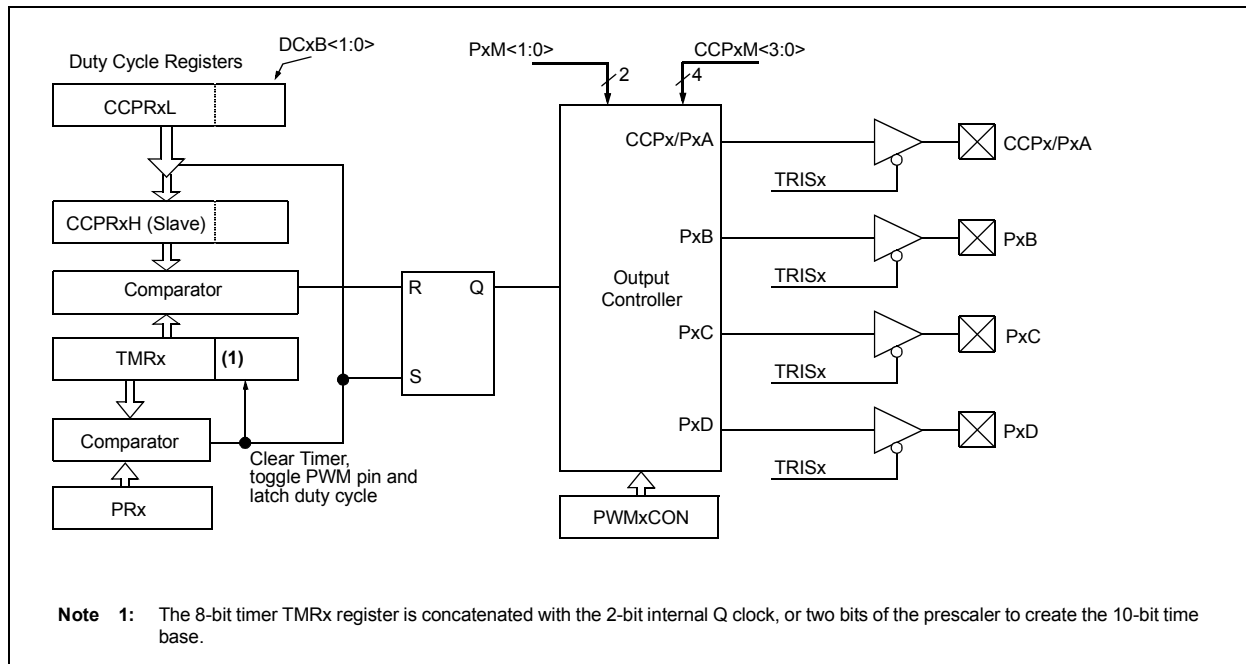 DCxB<1:0>
Duty Cycle Registers
CCPRxL
CCPRxH (Slave)
Comparator
TMRx
(1)
Comparator
PRx
Clear Timer,
toggle PWM pin and
latch duty cycle
R
Q
S
PxM<1:0>
2
CCPxM<3:0>
4
Output
Controller
CCPx/PxA
TRISx
CCPx/PxA
PxB
TRISx
PxB
PxC
TRISx
PxC
PxD
TRISx
PxD
PWMxCON
Note 1: The 8-bit timer TMRx register is concatenated with the 2-bit internal Q clock, or two bits of the prescaler to create the 10-bit time
base.